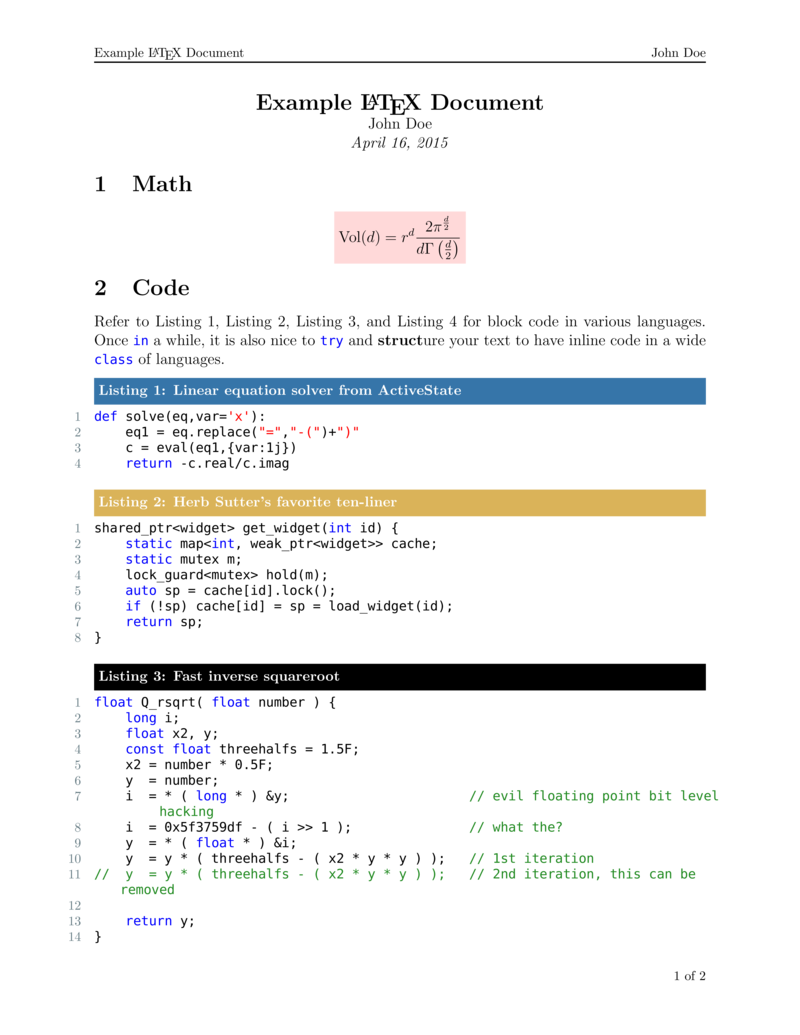 Example LATEX Document John Doe
Example LATEX Document
John Doe
April 16, 2015
1 Math
Vol(d) = r^d 2π^(d/2) / dΓ(d/2)
2 Code
Refer to Listing 1, Listing 2, Listing 3, and Listing 4 for block code in various languages.
Once in a while, it is also nice to try and structure your text to have inline code in a wide
class of languages.
Listing 1: Linear equation solver from ActiveState
1 def solve(eq,var='x'):
2     eq1 = eq.replace("=","-(")+")"
3     c = eval(eq1,{var:1j})
4     return -c.real/c.imag
Listing 2: Herb Sutter's favorite ten-liner
1 shared_ptr<widget> get_widget(int id) {
2     static map<int, weak_ptr<widget>> cache;
3     static mutex m;
4     lock_guard<mutex> hold(m);
5     auto sp = cache[id].lock();
6     if (!sp) cache[id] = sp = load_widget(id);
7     return sp;
8 }
Listing 3: Fast inverse squareroot
1 float Q_rsqrt( float number ) {
2     long i;
3     float x2, y;
4     const float threehalfs = 1.5F;
5     x2 = number * 0.5F;
6     y  = number;
7     i  = * ( long * ) &y;                       // evil floating point bit level
hacking
8     i  = 0x5f3759df - ( i >> 1 );               // what the?
9     y  = * ( float * ) &i;
10     y  = y * ( threehalfs - ( x2 * y * y ) );   // 1st iteration
11 //  y  = y * ( threehalfs - ( x2 * y * y ) );   // 2nd iteration, this can be
removed
12
13     return y;
14 }
1 of 2